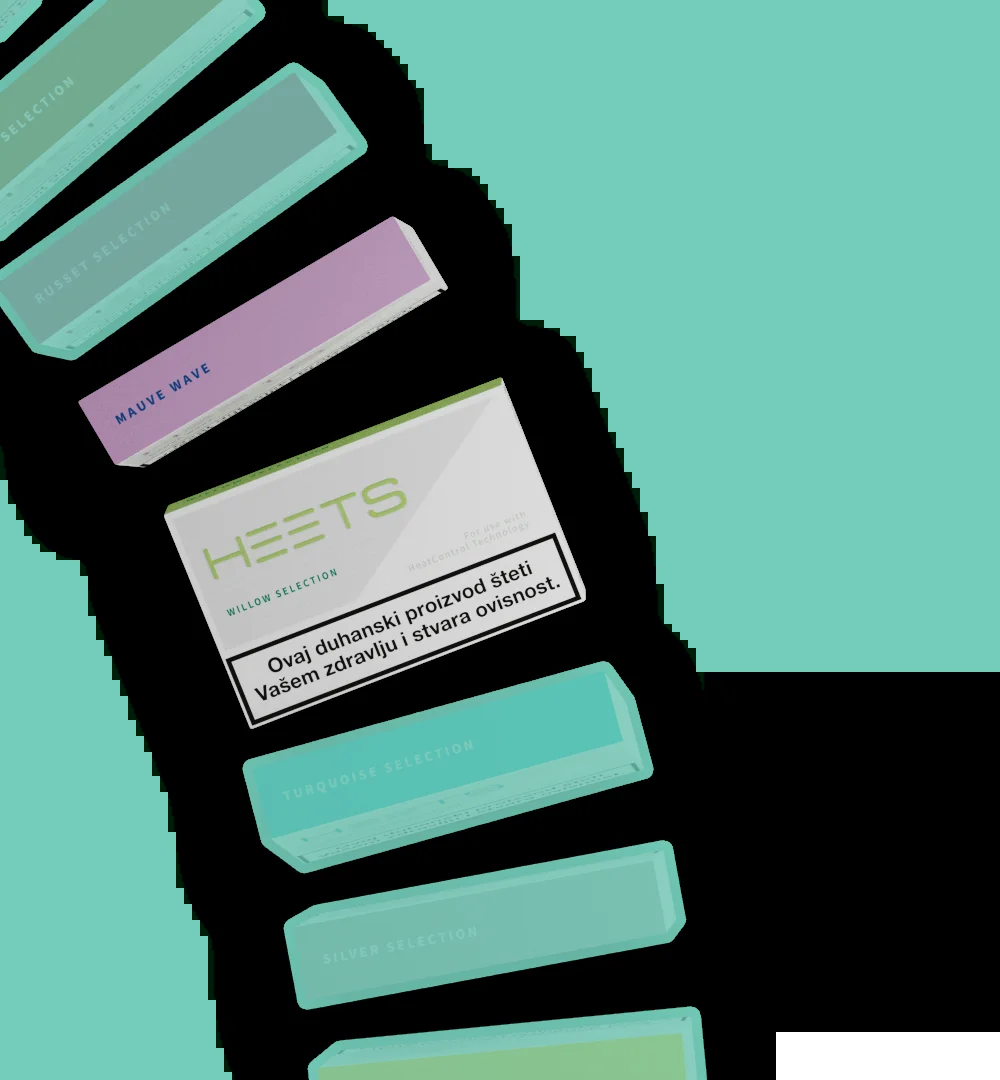 SELECTION
RUSSET SELECTION
MAUVE WAVE
HEETS
WILLOW SELECTION
For use with
HeatControl Technology
Ovaj duhanski proizvod šteti
Vašem zdravlju i stvara ovisnost.
TURQUOISE SELECTION
SILVER SELECTION